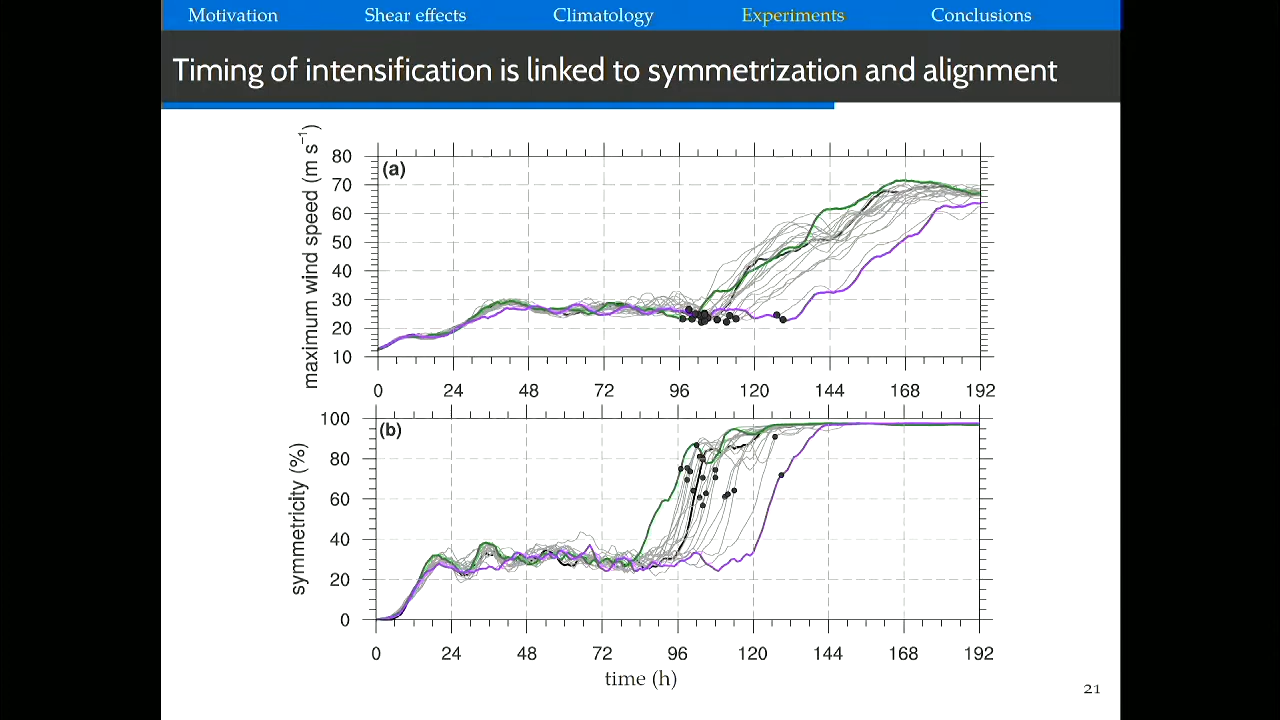 Motivation Shear effects Climatology Experiments Conclusions
Timing of intensification is linked to symmetrization and alignment
maximum wind speed (m s⁻¹)
(a)
80
70
60
50
40
30
20
10
0 24 48 72 96 120 144 168 192
symmetricity (%)
(b)
100
80
60
40
20
0
0 24 48 72 96 120 144 168 192
time (h)
21